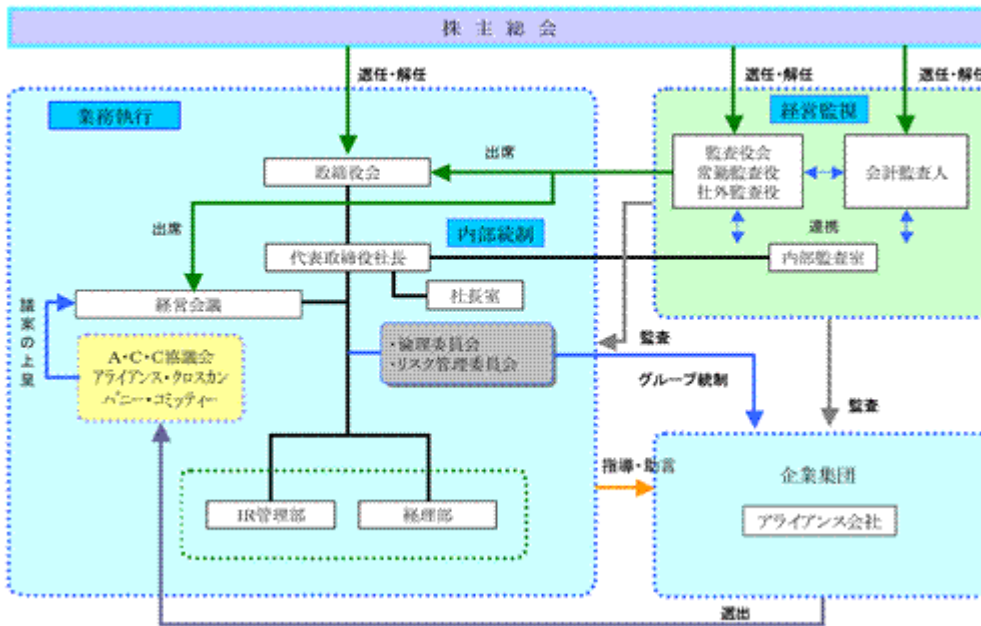 株主総会
選任・解任
選任・解任
選任・解任
業務執行
経営監視
取締役会
出席
監査役会
常勤監査役
社外監査役
会計監査人
出席
内部統制
連携
代表取締役社長
内部監査室
社長室
経営会議
議案の上呈
A・C・C協議会
アライアンス・クロスカン
パニー・コミッティー
・倫理委員会
・リスク管理委員会
監査
グループ統制
監査
指導・助言
企業集団
アライアンス会社
IR管理部
経理部
選出